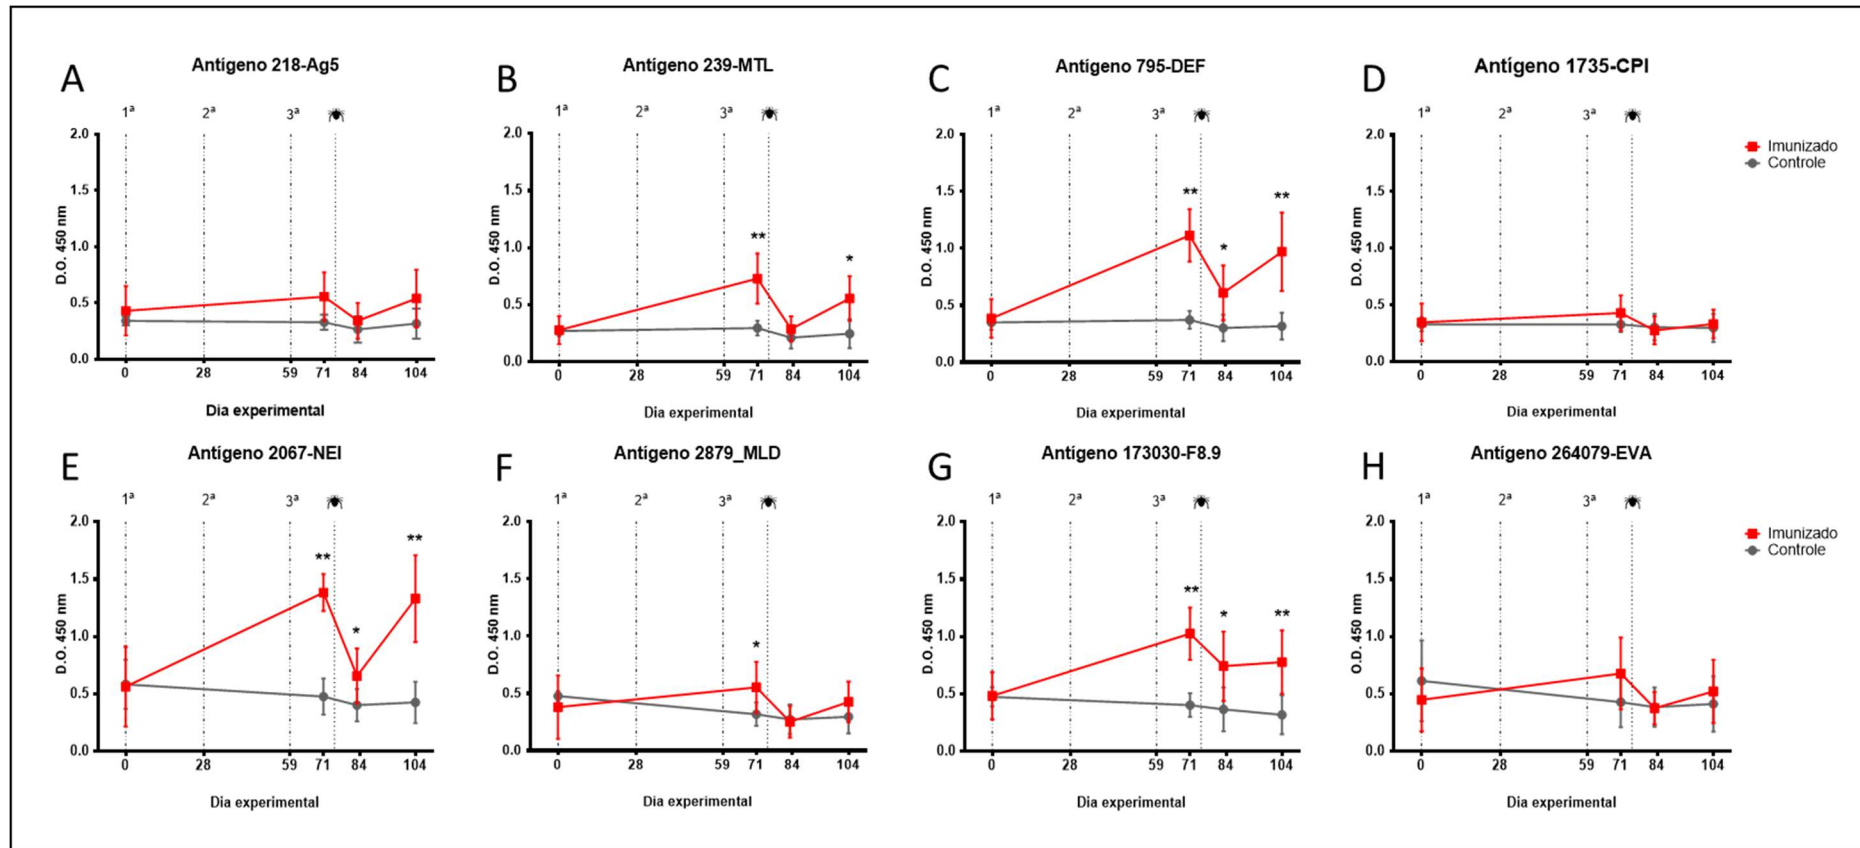 A
Antígeno 218-Ag5
1ª 2ª 3ª
2.0
1.5
1.0
0.5
0.0
D.O. 450 nm
0 28 59 71 84 104
Dia experimental
B
Antígeno 239-MTL
1ª 2ª 3ª
**
*
2.0
1.5
1.0
0.5
0.0
D.O. 450 nm
0 28 59 71 84 104
Dia experimental
C
Antígeno 795-DEF
1ª 2ª 3ª
**
*
**
2.0
1.5
1.0
0.5
0.0
D.O. 450 nm
0 28 59 71 84 104
Dia experimental
D
Antígeno 1735-CPI
1ª 2ª 3ª
2.0
1.5
1.0
0.5
0.0
D.O. 450 nm
0 28 59 71 84 104
Dia experimental
Imunizado
Controle
E
Antígeno 2067-NEI
1ª 2ª 3ª
**
*
**
2.0
1.5
1.0
0.5
0.0
D.O. 450 nm
0 28 59 71 84 104
Dia experimental
F
Antígeno 2879_MLD
1ª 2ª 3ª
*
2.0
1.5
1.0
0.5
0.0
D.O. 450 nm
0 28 59 71 84 104
Dia experimental
G
Antígeno 173030-F8.9
1ª 2ª 3ª
**
*
**
2.0
1.5
1.0
0.5
0.0
D.O. 450 nm
0 28 59 71 84 104
Dia experimental
H
Antígeno 264079-EVA
1ª 2ª 3ª
2.0
1.5
1.0
0.5
0.0
O.D. 450 nm
0 28 59 71 84 104
Dia experimental
Imunizado
Controle